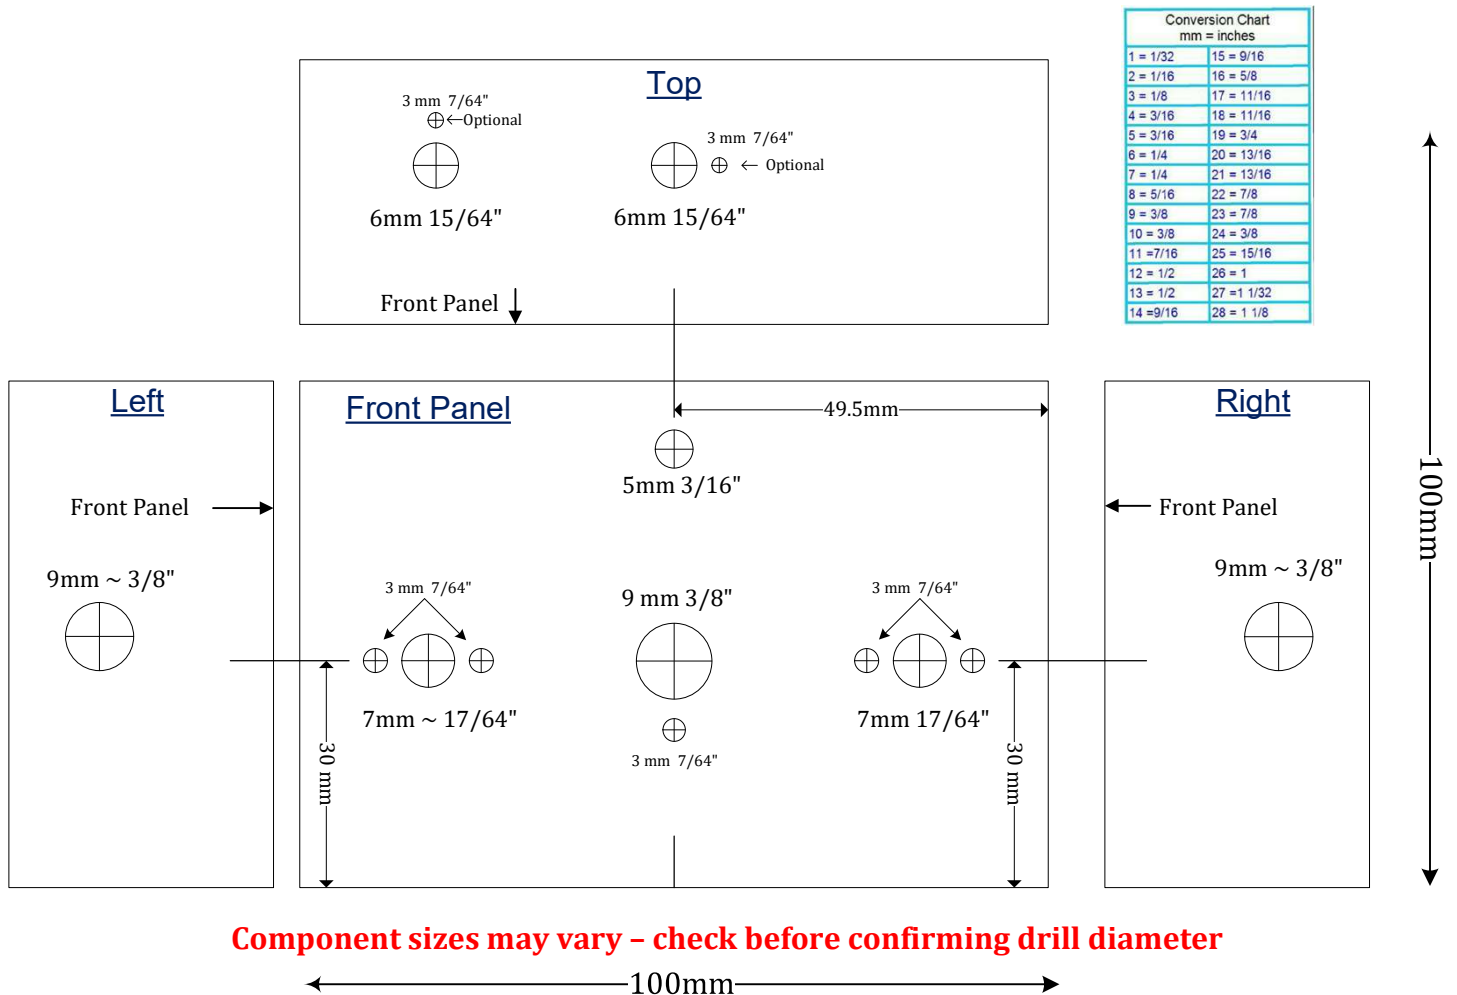 Conversion Chart
mm = inches
1 = 1/32 15 = 9/16
2 = 1/16 16 = 5/8
3 = 1/8 17 = 11/16
4 = 3/16 18 = 11/16
5 = 3/16 19 = 3/4
6 = 1/4 20 = 13/16
7 = 1/4 21 = 13/16
8 = 5/16 22 = 7/8
9 = 3/8 23 = 7/8
10 = 3/8 24 = 3/8
11 =7/16 25 = 15/16
12 = 1/2 26 = 1
13 = 1/2 27 =1 1/32
14 =9/16 28 = 1 1/8
Top
3 mm 7/64"
Optional
3 mm 7/64"
Optional
6mm 15/64"
6mm 15/64"
Front Panel
Left
Front Panel
9mm ~ 3/8"
Front Panel
49.5mm
5mm 3/16"
3 mm 7/64"
9 mm 3/8"
3 mm 7/64"
7mm ~ 17/64"
7mm 17/64"
3 mm 7/64"
30 mm
30 mm
Right
Front Panel
9mm ~ 3/8"
100mm
Component sizes may vary – check before confirming drill diameter
100mm